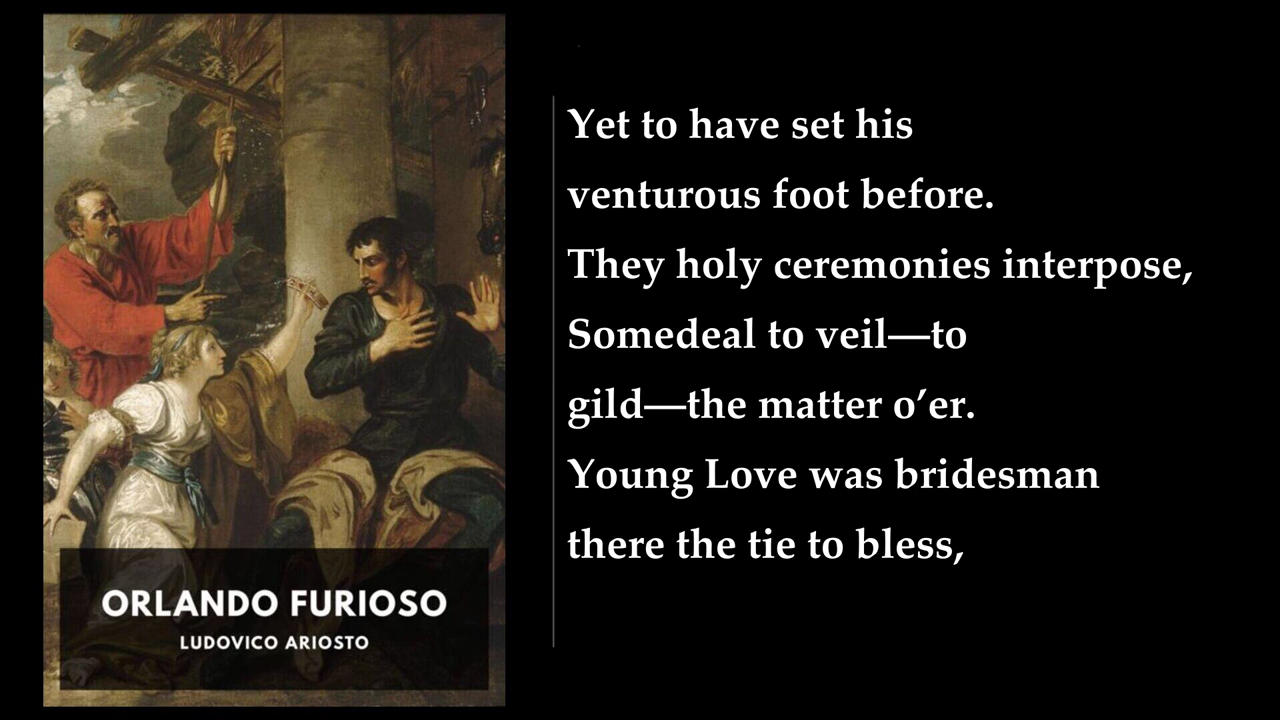 ORLANDO FURIOSO
LUDOVICO ARIOSTO
Yet to have set his
venturous foot before.
They holy ceremonies interpose,
Somedeal to veil—to
gild—the matter o’er.
Young Love was bridesman
there the tie to bless,